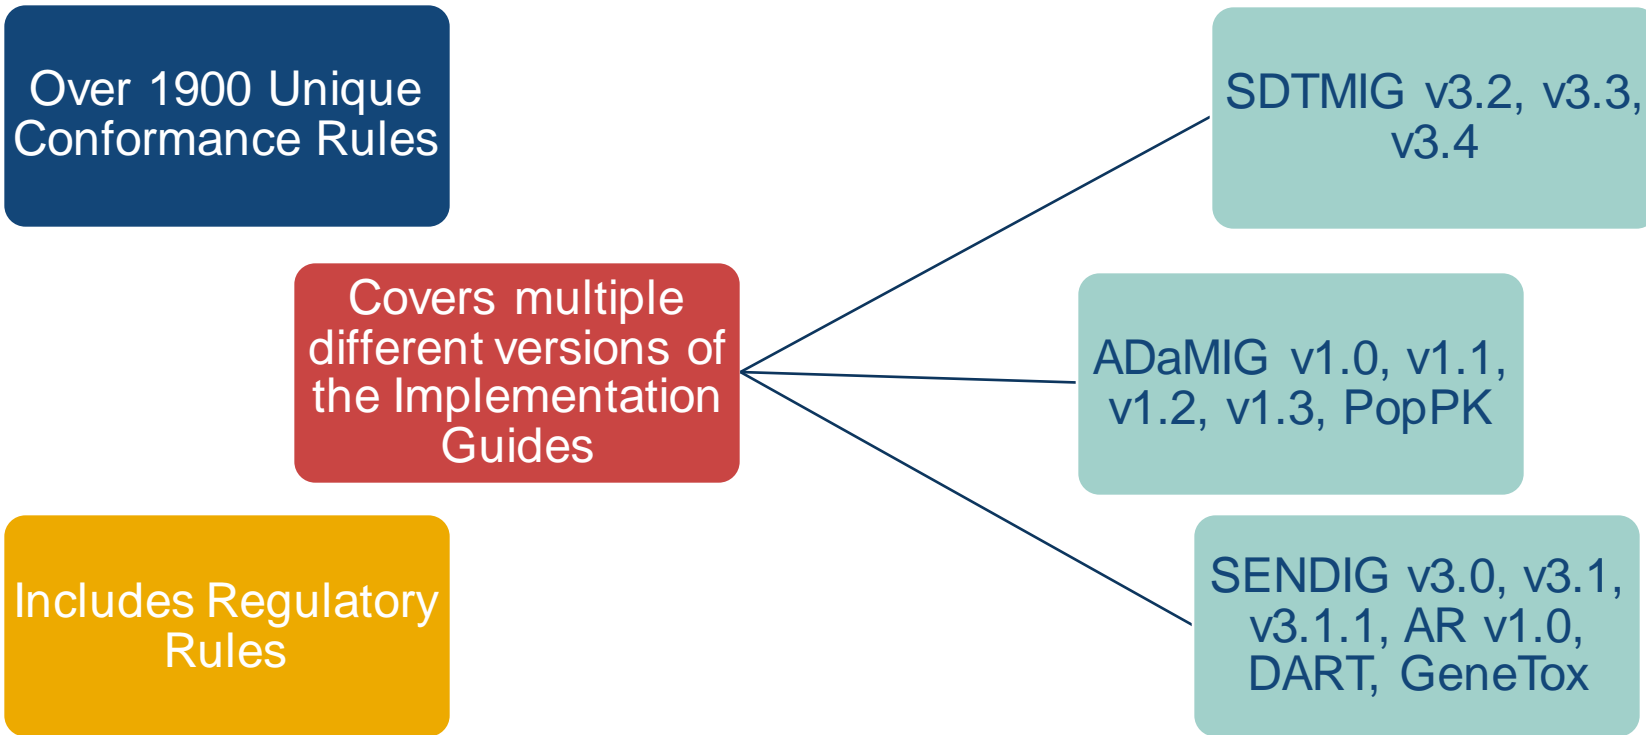 Over 1900 Unique
Conformance Rules
SDTMIG v3.2, v3.3,
v3.4
Covers multiple
different versions of
the Implementation
Guides
ADaMIG v1.0, v1.1,
v1.2, v1.3, PopPK
Includes Regulatory
Rules
SENDIG v3.0, v3.1,
v3.1.1, AR v1.0,
DART, GeneTox